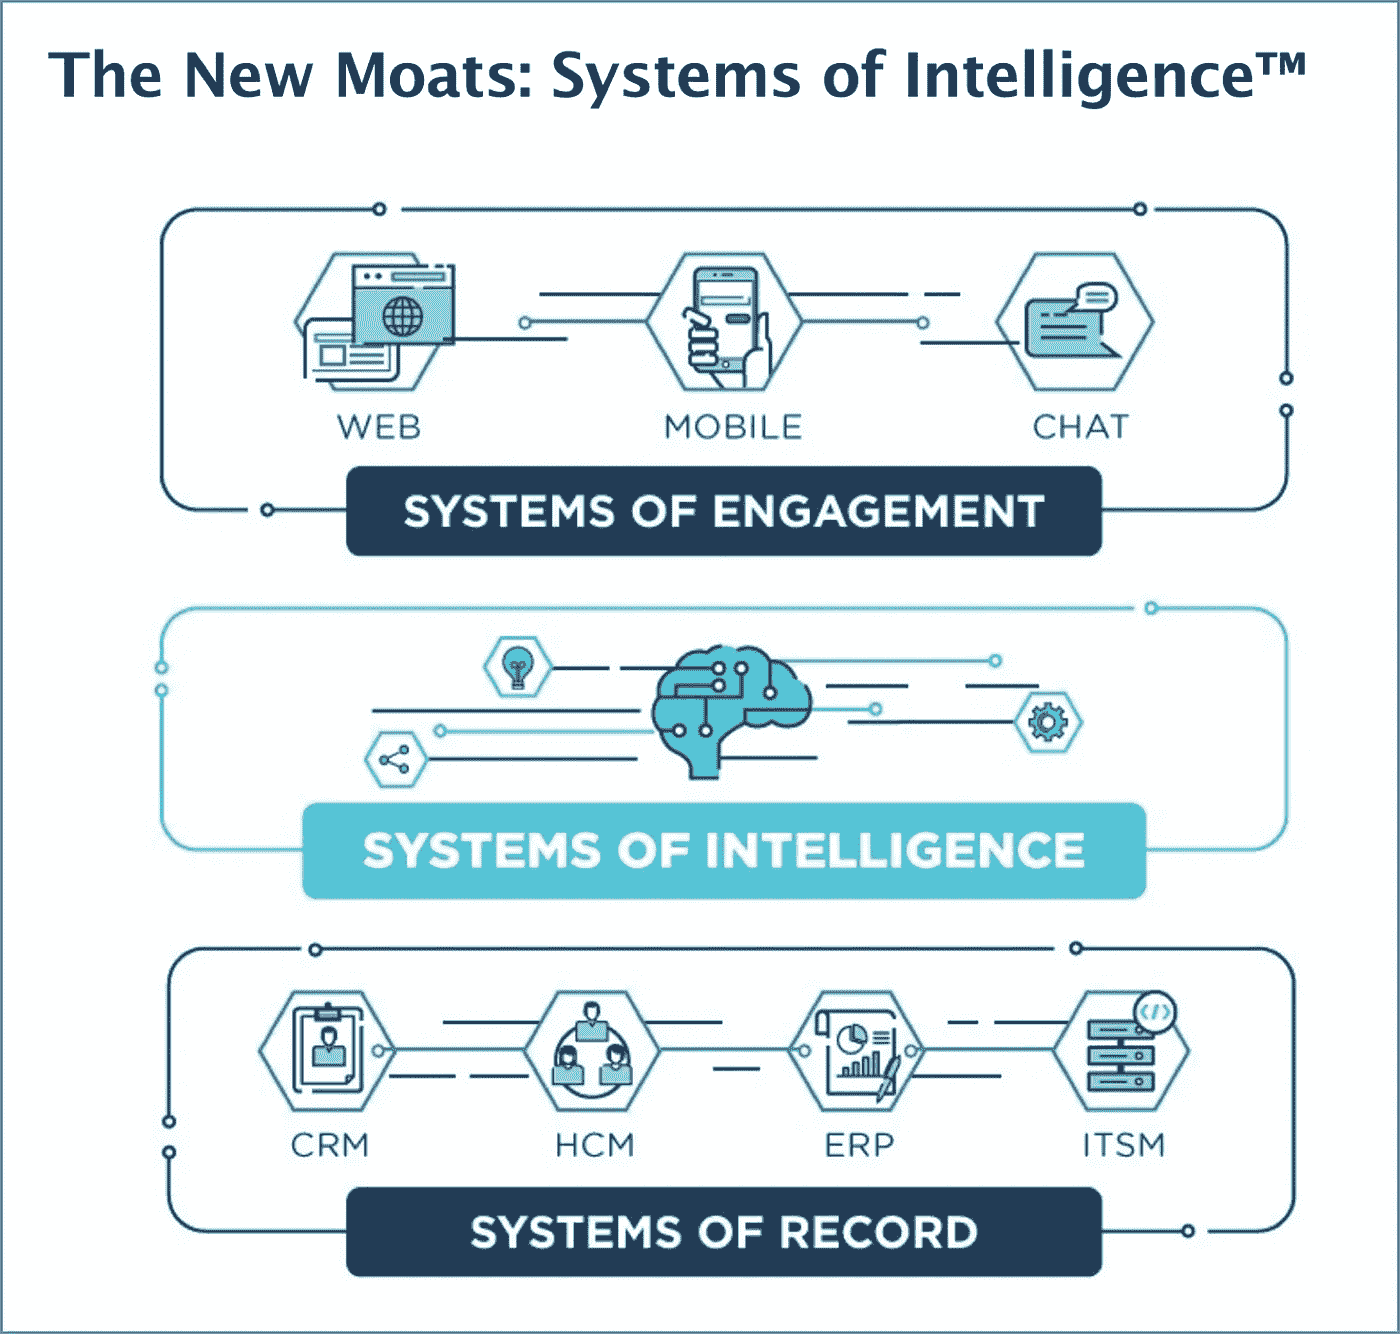 The New Moats: Systems of Intelligence™
WEB
MOBILE
CHAT
SYSTEMS OF ENGAGEMENT
SYSTEMS OF INTELLIGENCE
</>
CRM
HCM
ERP
ITSM
SYSTEMS OF RECORD